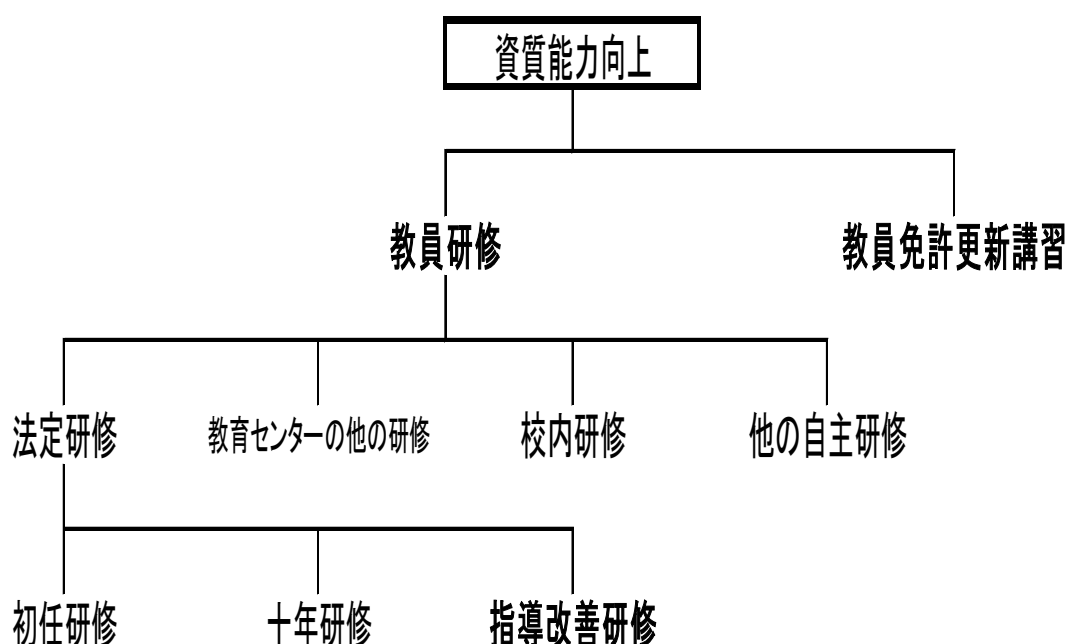 資質能力向上
教員研修
教員免許更新講習
法定研修
教育センターの他の研修
校内研修
他の自主研修
初任研修
十年研修
指導改善研修